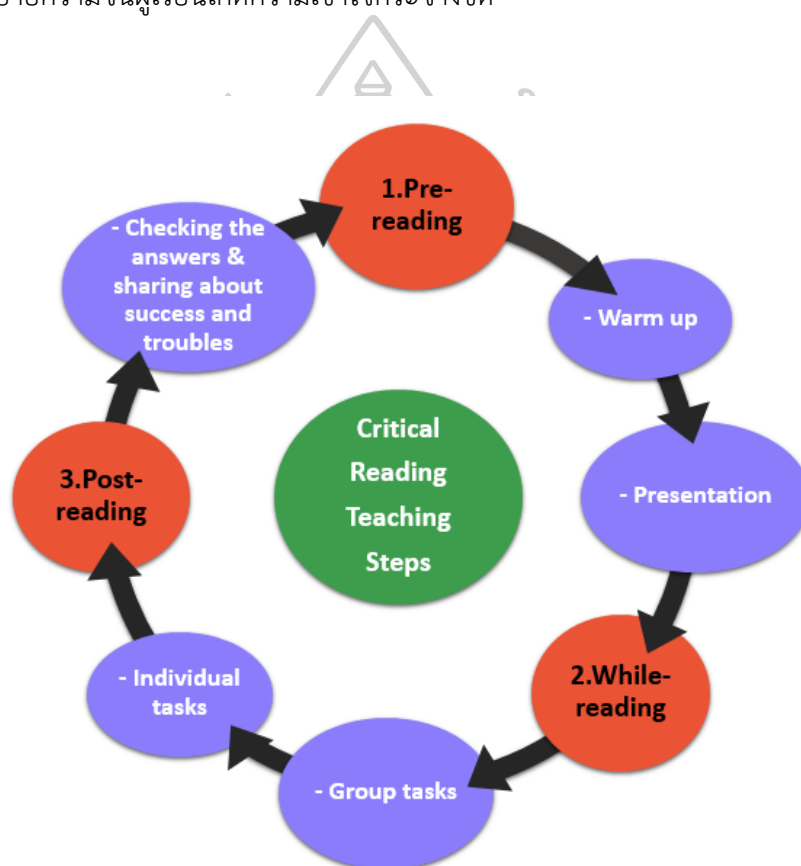 1.Pre-
reading
- Warm up
- Presentation
2.While-
reading
- Group tasks
- Individual
tasks
3.Post-
reading
- Checking the
answers &
sharing about
success and
troubles
Critical
Reading
Teaching
Steps